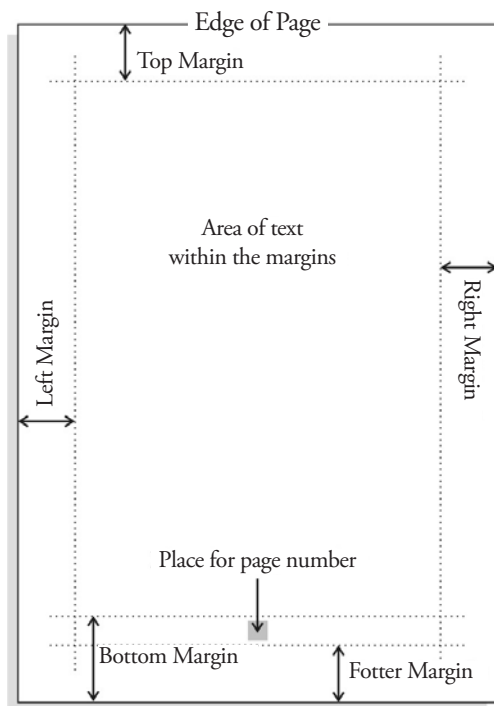 Edge of Page
Top Margin
Area of text
within the margins
Right Margin
Left Margin
Place for page number
Bottom Margin
Fotter Margin